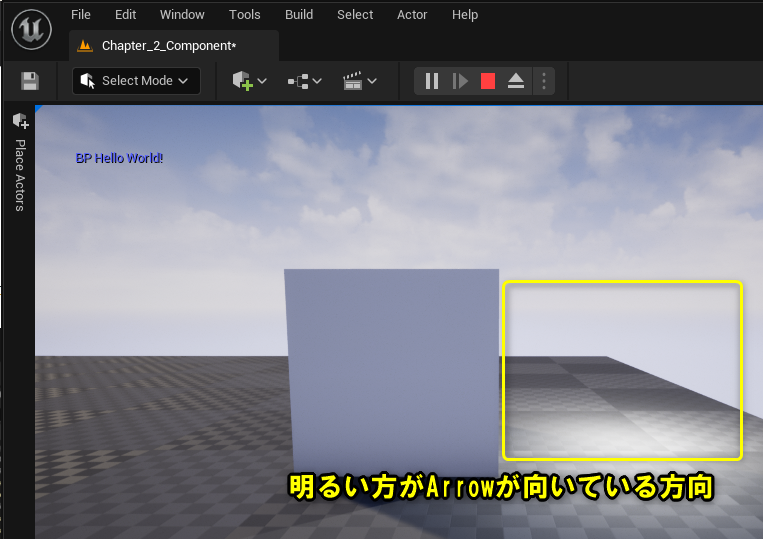 File Edit Window Tools Build Select Actor Help
Chapter_2_Component*
Select Mode
Place Actors
BP Hello World!
明るい方がArrowが向いている方向